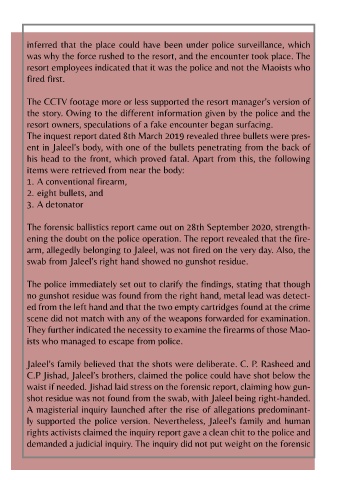 inferred that the place could have been under police surveillance, which
was why the force rushed to the resort, and the encounter took place. The
resort employees indicated that it was the police and not the Maoists who
fired first.
The CCTV footage more or less supported the resort manager's version of
the story. Owing to the different information given by the police and the
resort owners, speculations of a fake encounter began surfacing.
The inquest report dated 8th March 2019 revealed three bullets were pres-
ent in Jaleel's body, with one of the bullets penetrating from the back of
his head to the front, which proved fatal. Apart from this, the following
items were retrieved from near the body:
1. A conventional firearm,
2. eight bullets, and
3. A detonator
The forensic ballistics report came out on 28th September 2020, strength-
ening the doubt on the police operation. The report revealed that the fire-
arm, allegedly belonging to Jaleel, was not fired on the very day. Also, the
swab from Jaleel's right hand showed no gunshot residue.
The police immediately set out to clarify the findings, stating that though
no gunshot residue was found from the right hand, metal lead was detect-
ed from the left hand and that the two empty cartridges found at the crime
scene did not match with any of the weapons forwarded for examination.
They further indicated the necessity to examine the firearms of those Mao-
ists who managed to escape from police.
Jaleel's family believed that the shots were deliberate. C. P. Rasheed and
C.P Jishad, Jaleel's brothers, claimed the police could have shot below the
waist if needed. Jishad laid stress on the forensic report, claiming how gun-
shot residue was not found from the swab, with Jaleel being right-handed.
A magisterial inquiry launched after the rise of allegations predominant-
ly supported the police version. Nevertheless, Jaleel's family and human
rights activists claimed the inquiry report gave a clean chit to the police and
demanded a judicial inquiry. The inquiry did not put weight on the forensic